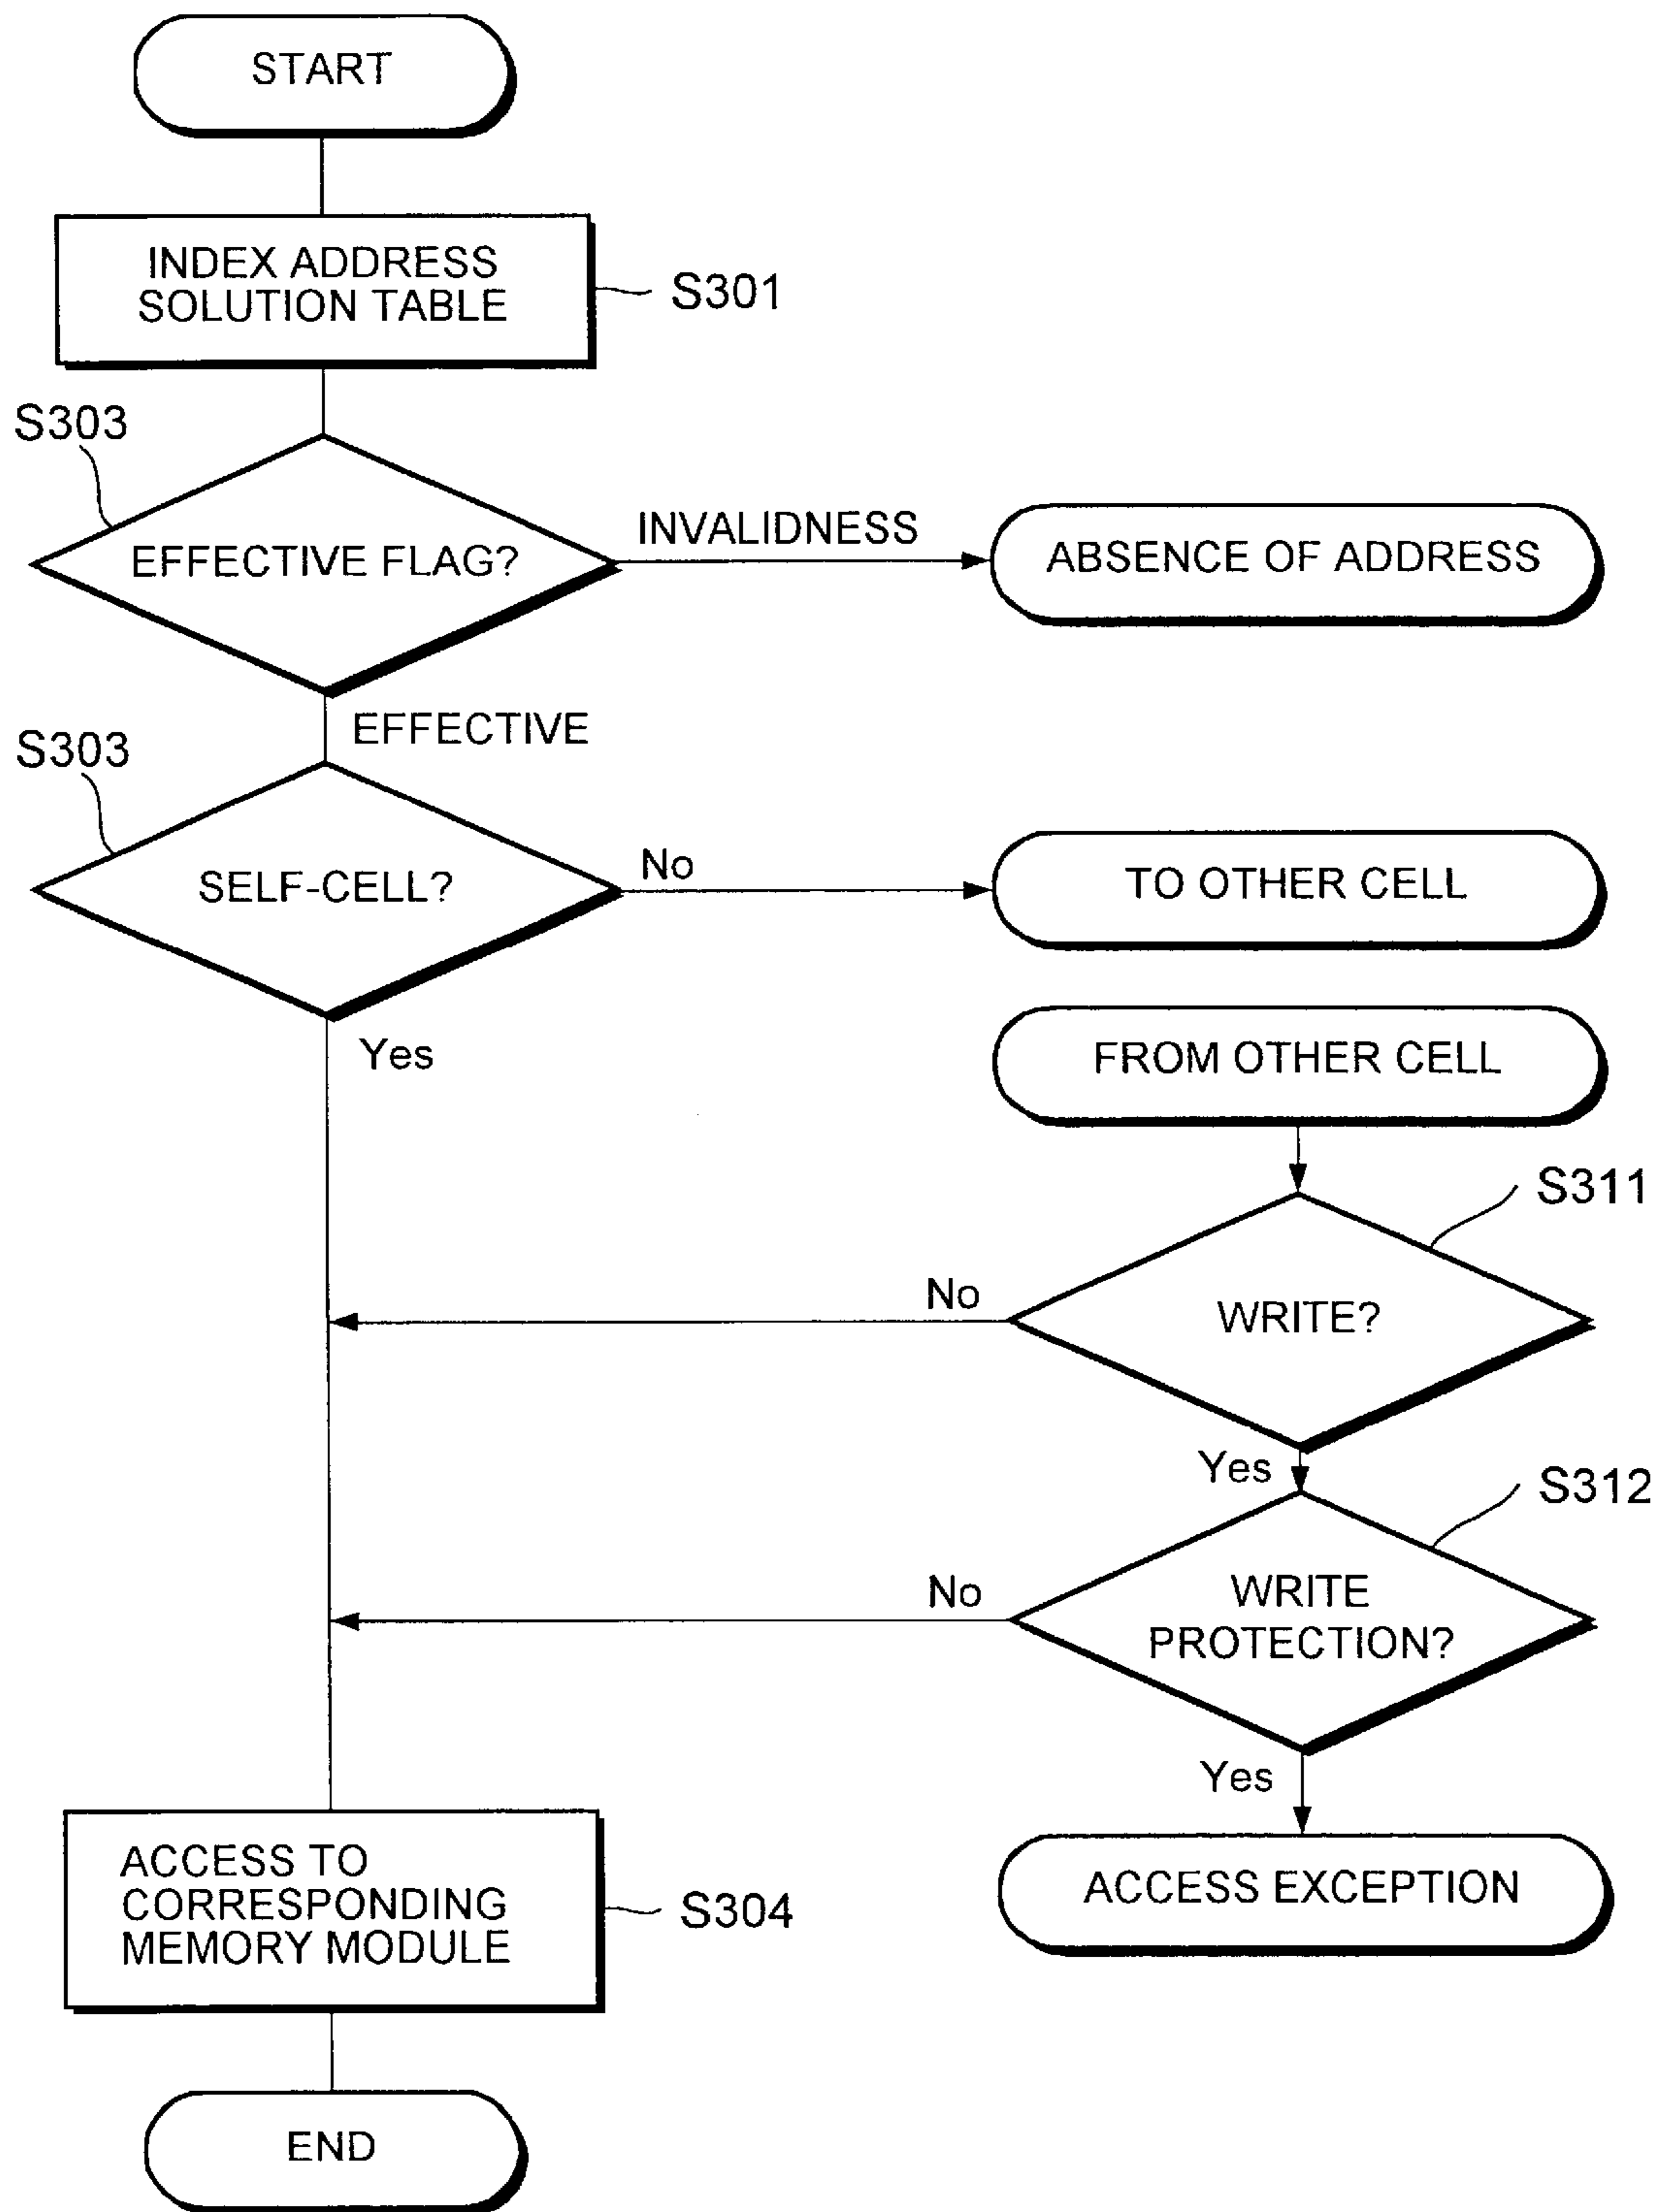 START
INDEX ADDRESS
SOLUTION TABLE
S301
S303
EFFECTIVE FLAG?
INVALIDNESS
ABSENCE OF ADDRESS
EFFECTIVE
S303
SELF-CELL?
No
TO OTHER CELL
Yes
FROM OTHER CELL
S311
WRITE?
No
Yes
S312
WRITE
PROTECTION?
No
Yes
ACCESS EXCEPTION
ACCESS TO
CORRESPONDING
MEMORY MODULE
S304
END